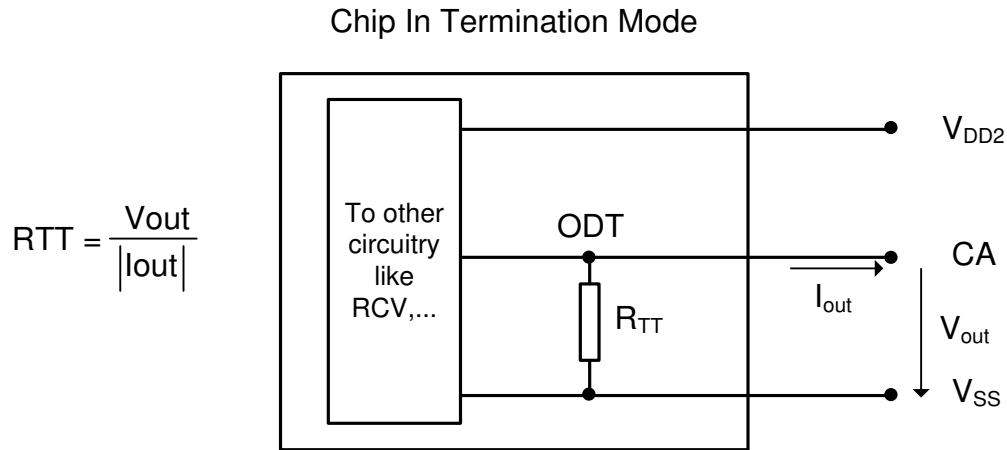 Chip In Termination Mode
V_DD2
To other
circuitry
like
RCV,...
ODT
CA
RTT = Vout / |Iout|
I_out
R_TT
V_out
V_SS